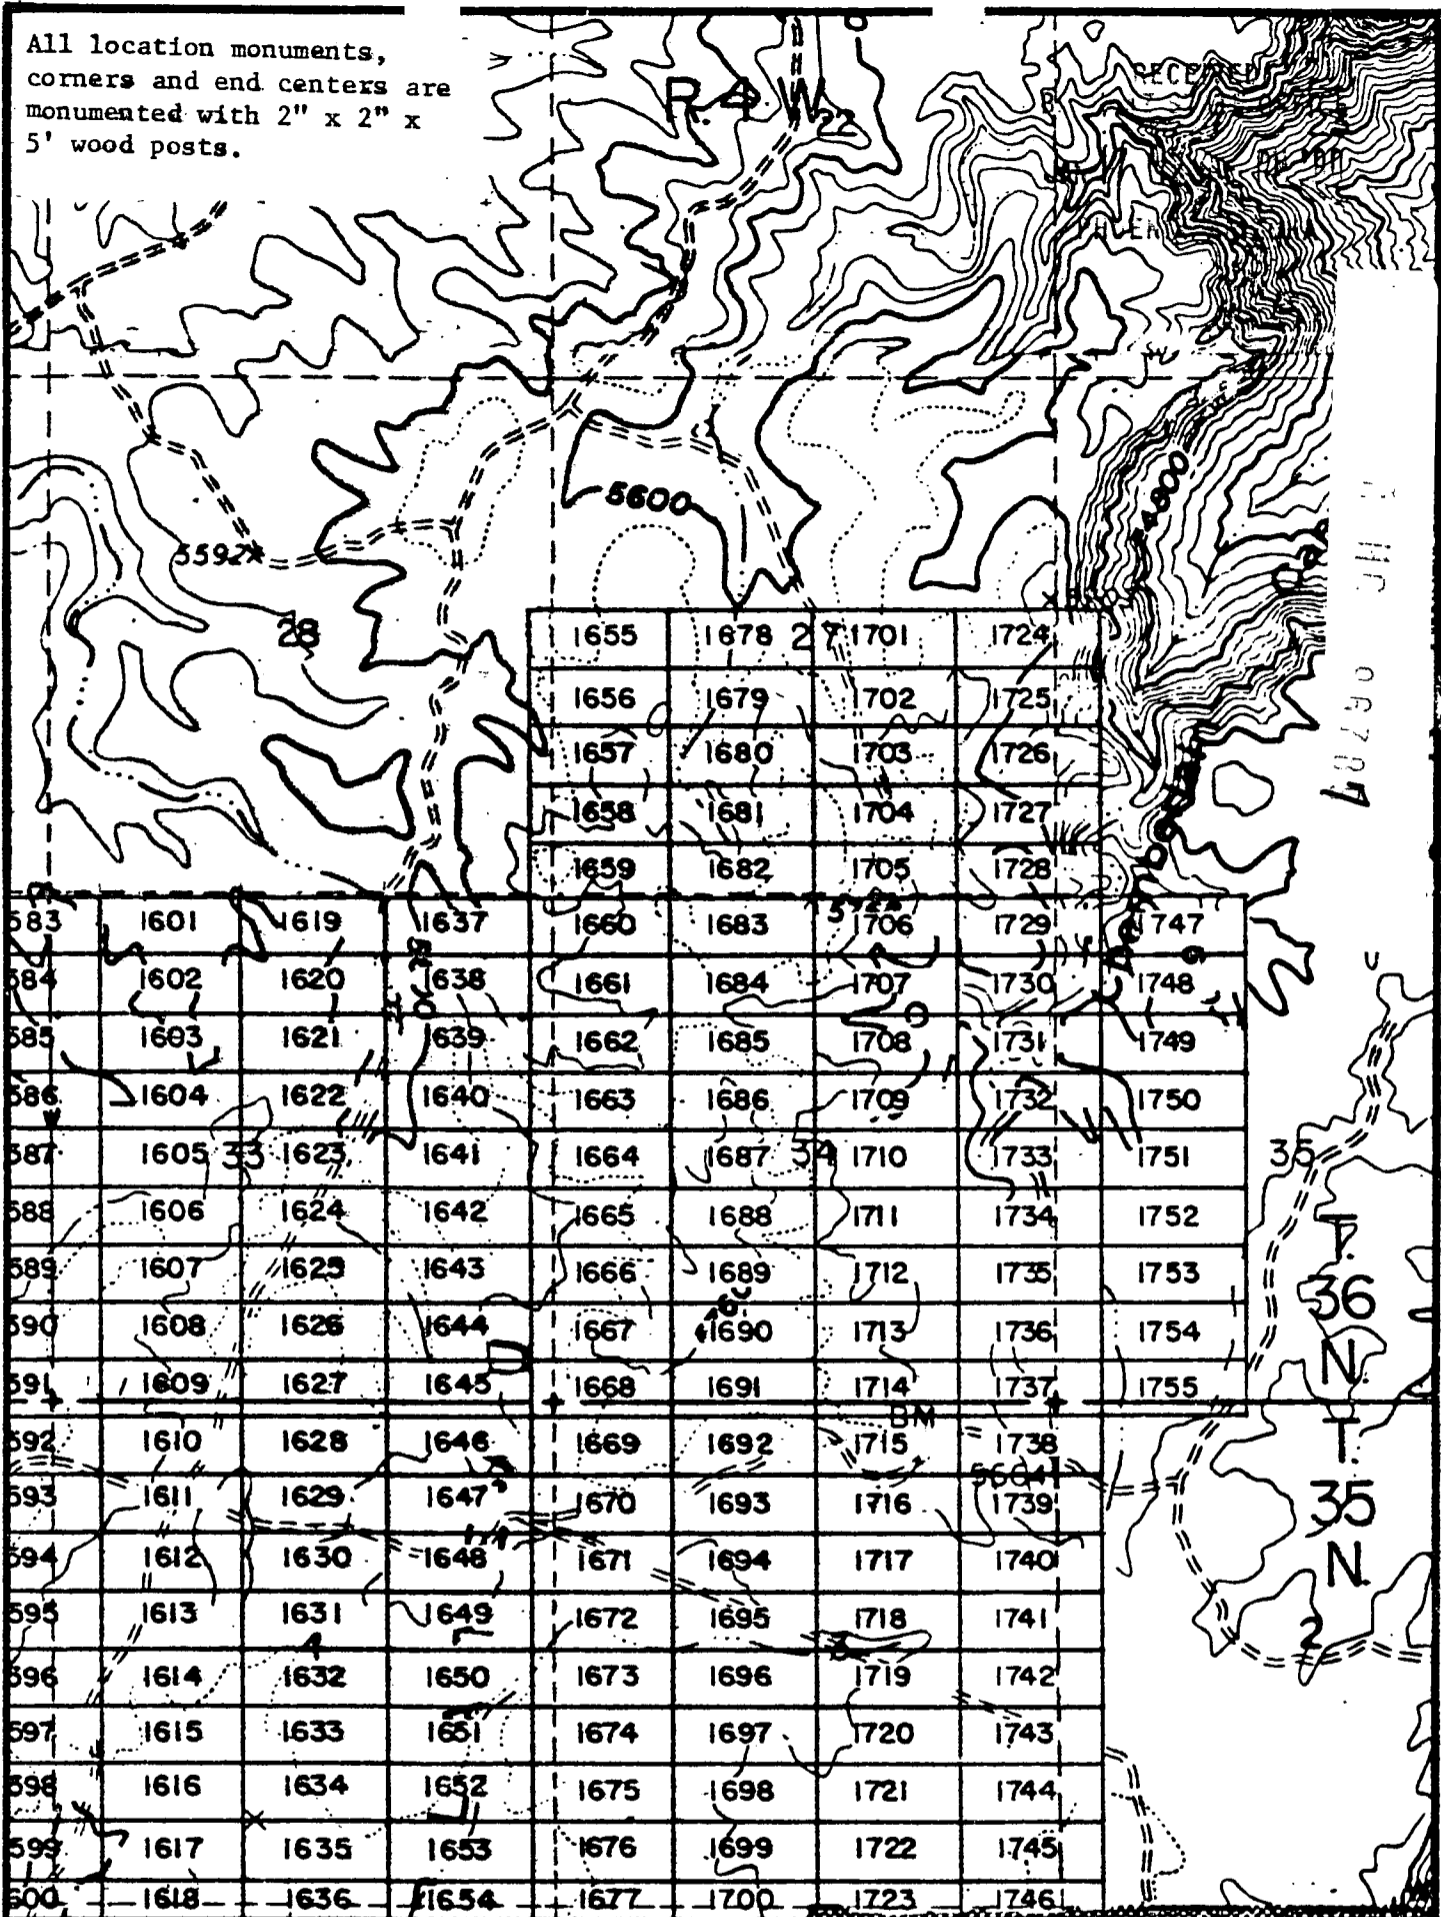 All location monuments,
corners and end centers are
monumented with 2" x 2" x
5' wood posts.
R. 4 W.
22
5600
4800
5592x
28
1655 1678 27 1701 1724
1656 1679 1702 1725
1657 1680 1703 1726
1658 1681 1704 1727
1659 1682 1705 1728
583 1601 1619 1637 1660 1683 1706 1729 1747
584 1602 1620 1638 1661 1684 1707 1730 1748
585 1603 1621 1639 1662 1685 1708 1731 1749
586 1604 1622 1640 1663 1686 1709 1732 1750
587 1605 33 1623 1641 1664 1687 34 1710 1733 1751 35
588 1606 1624 1642 1665 1688 1711 1734 1752
589 1607 1625 1643 1666 1689 1712 1735 1753
590 1608 1626 1644 1667 1690 1713 1736 1754
591 1609 1627 1645 1668 1691 1714 1737 1755
T.
36
N.
BM
592 1610 1628 1646 1669 1692 1715 1738
593 1611 1629 1647 1670 1693 1716 1739
594 1612 1630 1648 1671 1694 1717 1740
595 1613 1631 1649 1672 1695 1718 1741
T.
35
N.
4
3
2
596 1614 1632 1650 1673 1696 1719 1742
597 1615 1633 1651 1674 1697 1720 1743
598 1616 1634 1652 1675 1698 1721 1744
599 1617 1635 1653 1676 1699 1722 1745
600 1618 1636 1654 1677 1700 1723 1746